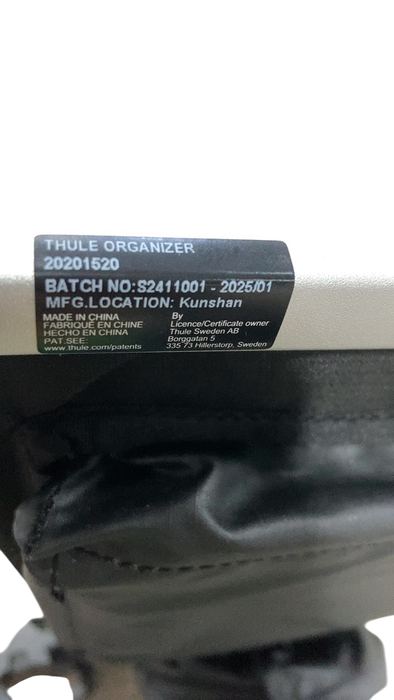 THULE ORGANIZER
20201520
BATCH NO:S2411001 - 2025/01
MFG.LOCATION: Kunshan
MADE IN CHINA
FABRIQUÉ EN CHINE
HECHO EN CHINA
PAT.SEE:
www.thule.com/patents
By
Licence/Certificate owner
Thule Sweden AB
Borggatan 5
335 73 Hillerstorp, Sweden